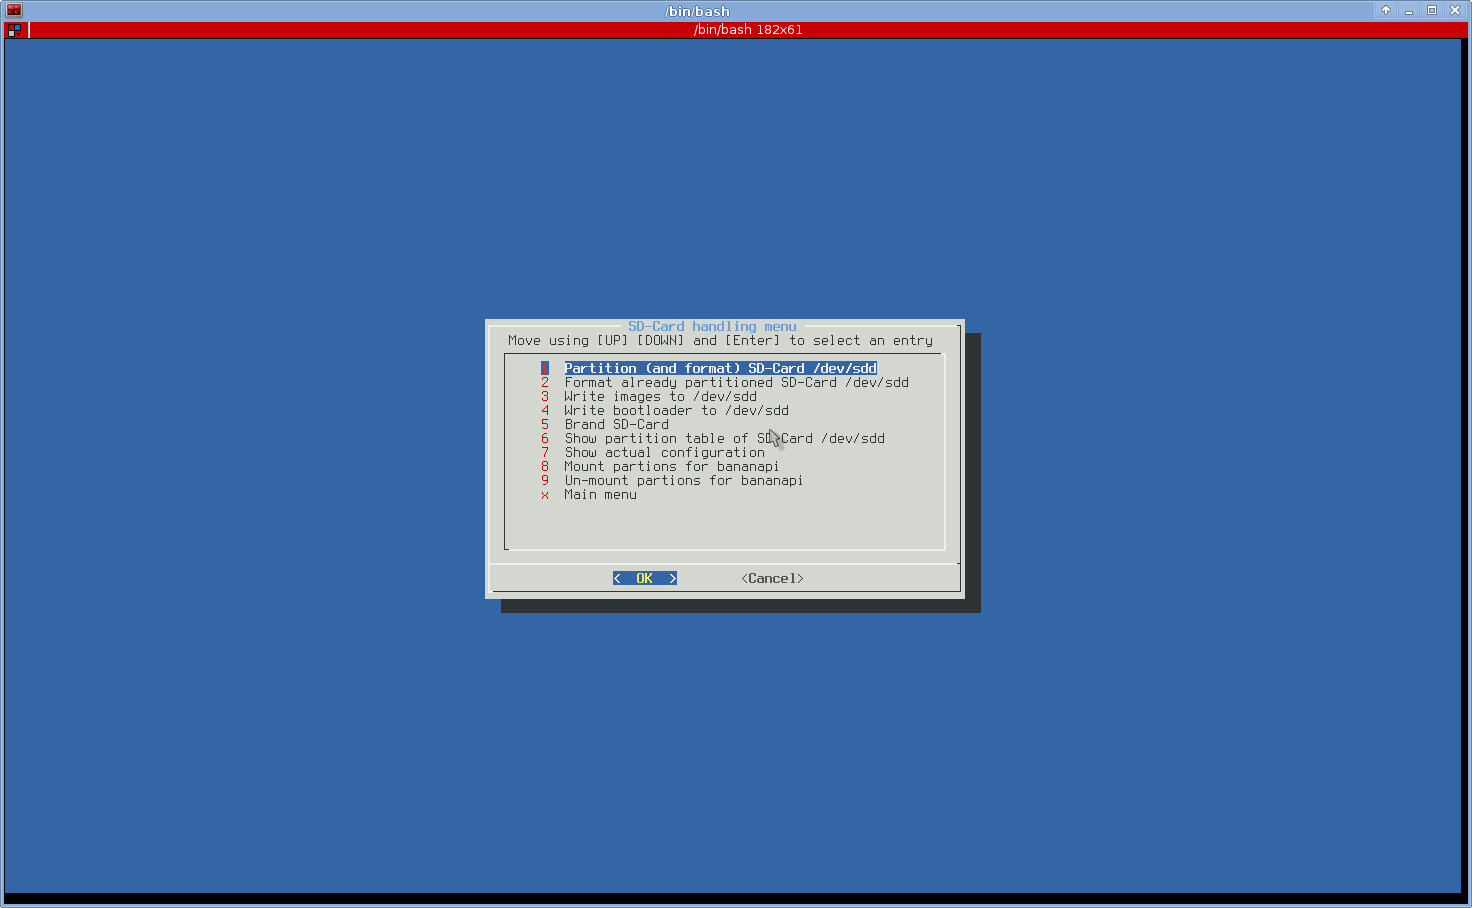 /bin/bash
/bin/bash 182x61
SD-Card handling menu
Move using [UP] [DOWN] and [Enter] to select an entry
1 Partition (and format) SD-Card /dev/sdd
2 Format already partitioned SD-Card /dev/sdd
3 Write images to /dev/sdd
4 Write bootloader to /dev/sdd
5 Brand SD-Card
6 Show partition table of SD-Card /dev/sdd
7 Show actual configuration
8 Mount partions for bananapi
9 Un-mount partions for bananapi
x Main menu
< OK > <Cancel>